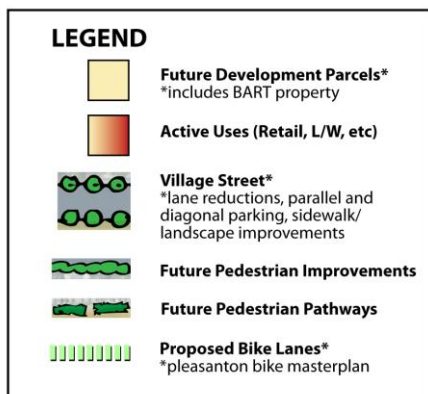 LEGEND
Future Development Parcels*
*includes BART property
Active Uses (Retail, L/W, etc)
Village Street*
*lane reductions, parallel and
diagonal parking, sidewalk/
landscape improvements
Future Pedestrian Improvements
Future Pedestrian Pathways
Proposed Bike Lanes*
*pleasanton bike masterplan